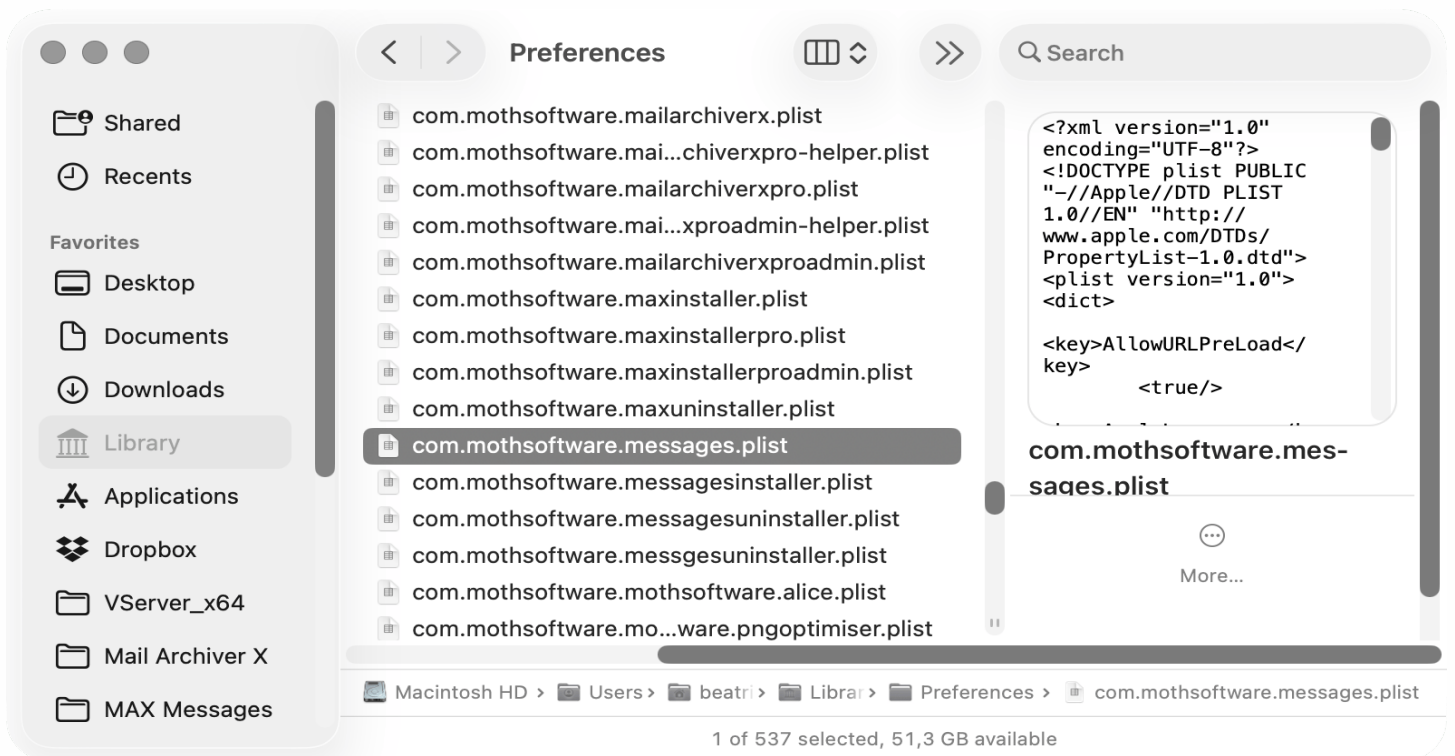 Preferences
Search
Shared
Recents
Favorites
Desktop
Documents
Downloads
Library
Applications
Dropbox
VServer_x64
Mail Archiver X
MAX Messages
com.mothsoftware.mailarchiverx.plist
com.mothsoftware.mai...chiverxpro-helper.plist
com.mothsoftware.mailarchiverxpro.plist
com.mothsoftware.mai...xproadmin-helper.plist
com.mothsoftware.mailarchiverxproadmin.plist
com.mothsoftware.maxinstaller.plist
com.mothsoftware.maxinstallerpro.plist
com.mothsoftware.maxinstallerproadmin.plist
com.mothsoftware.maxuninstaller.plist
com.mothsoftware.messages.plist
com.mothsoftware.messagesinstaller.plist
com.mothsoftware.messagesuninstaller.plist
com.mothsoftware.messgesuninstaller.plist
com.mothsoftware.mothsoftware.alice.plist
com.mothsoftware.mo...ware.pngoptimiser.plist
<?xml version="1.0"
encoding="UTF-8"?>
<!DOCTYPE plist PUBLIC
"-//Apple//DTD PLIST
1.0//EN" "http://
www.apple.com/DTDs/
PropertyList-1.0.dtd">
<plist version="1.0">
<dict>
<key>AllowURLPreLoad</
key>
<true/>
com.mothsoftware.mes-
sages.plist
More...
Macintosh HD › Users › beatri › Librar › Preferences › com.mothsoftware.messages.plist
1 of 537 selected, 51,3 GB available